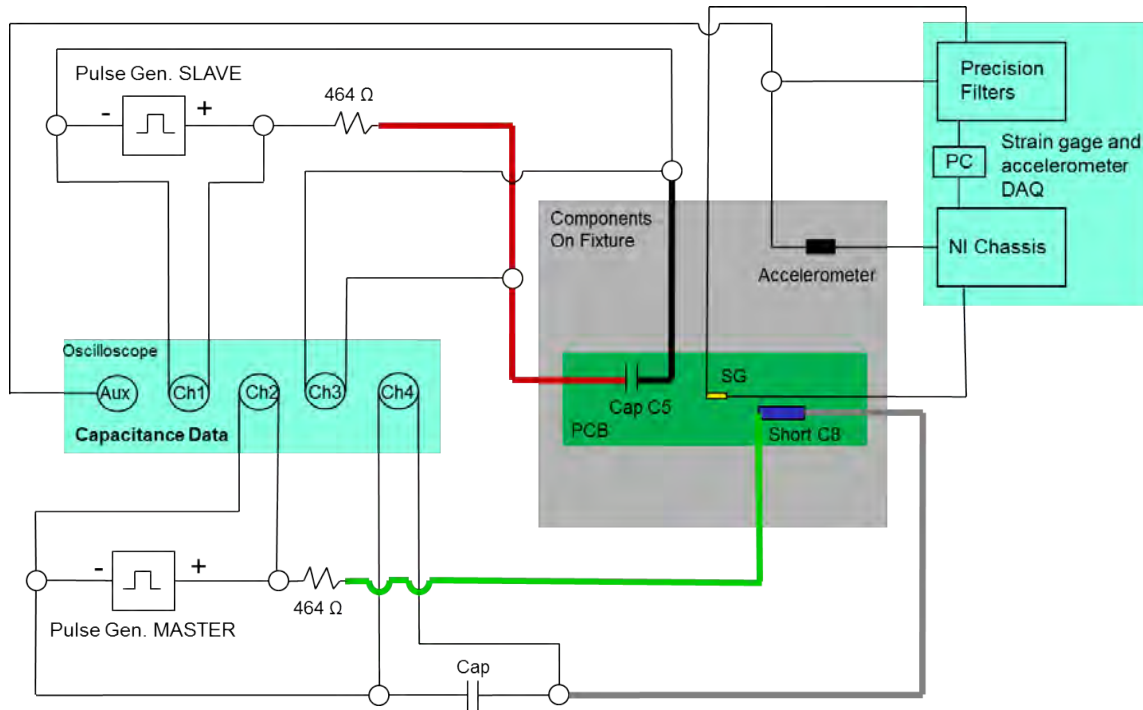 Pulse Gen. SLAVE
-
+
464 Ω
Precision
Filters
PC
Strain gage and
accelerometer
DAQ
NI Chassis
Components
On Fixture
Accelerometer
Oscilloscope
Aux
Ch1
Ch2
Ch3
Ch4
Capacitance Data
Cap C5
SG
PCB
Short C8
-
+
464 Ω
Pulse Gen. MASTER
Cap